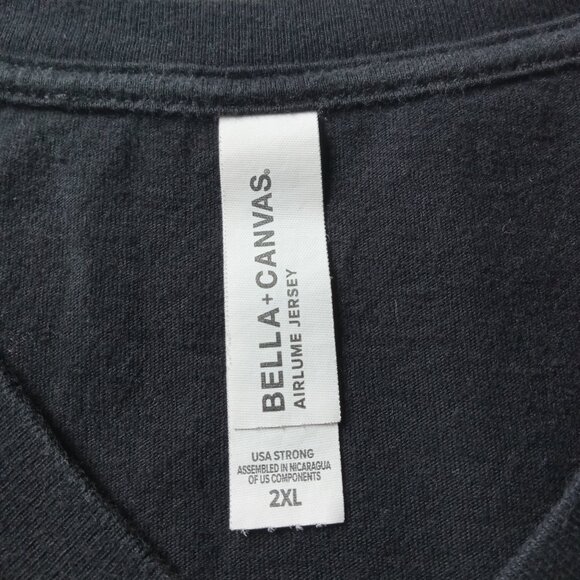 BELLA+CANVAS®
AIRLUME JERSEY
USA STRONG
ASSEMBLED IN NICARAGUA
OF US COMPONENTS
2XL